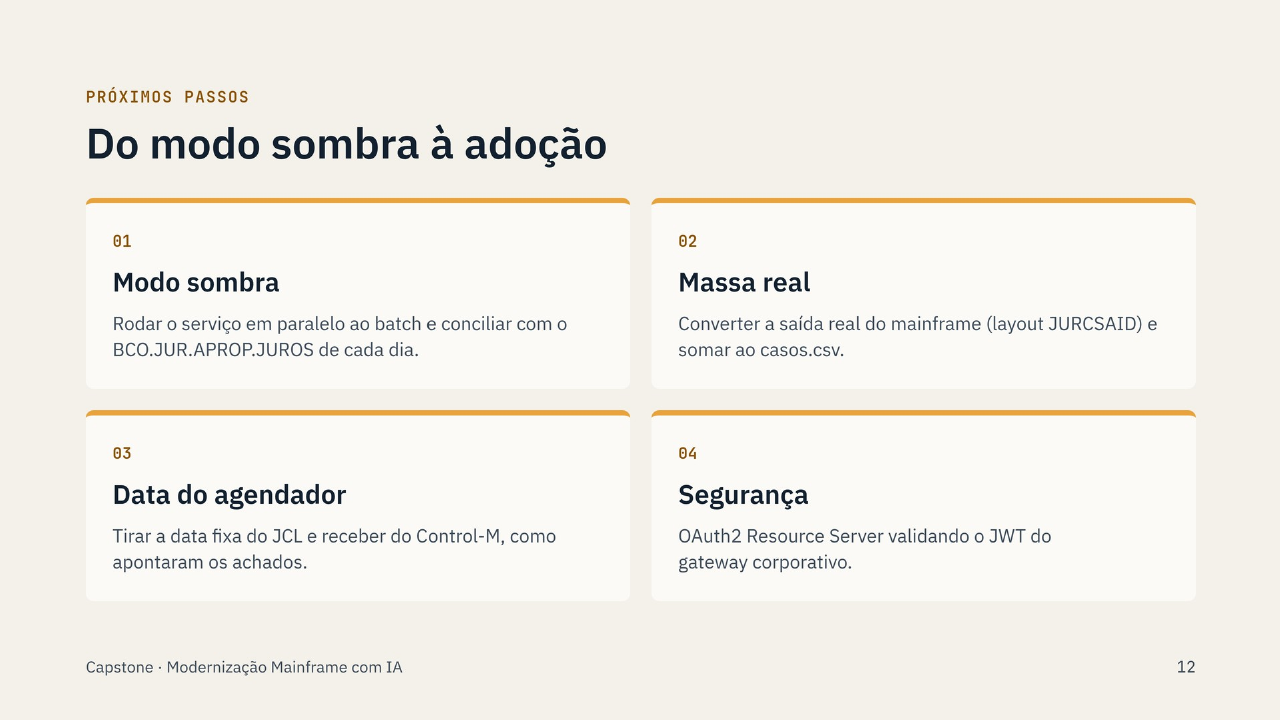 PRÓXIMOS PASSOS
Do modo sombra à adoção
01
Modo sombra
Rodar o serviço em paralelo ao batch e conciliar com o
BCO.JUR.APROP.JUROS de cada dia.
02
Massa real
Converter a saída real do mainframe (layout JURCSAID) e
somar ao casos.csv.
03
Data do agendador
Tirar a data fixa do JCL e receber do Control-M, como
apontaram os achados.
04
Segurança
OAuth2 Resource Server validando o JWT do
gateway corporativo.
Capstone · Modernização Mainframe com IA
12